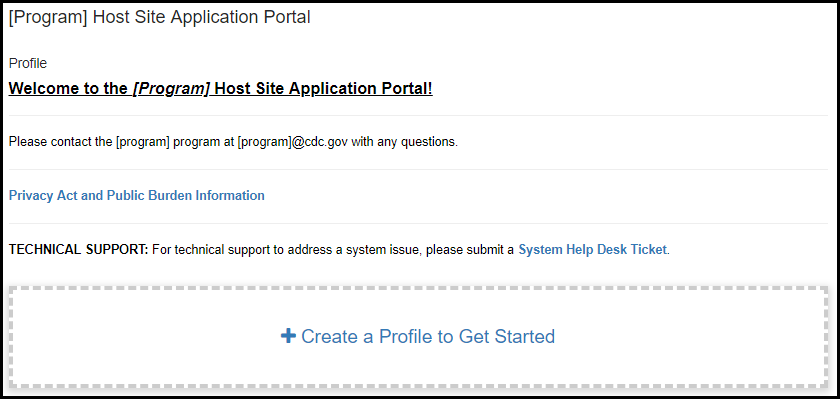 [Program] Host Site Application Portal
Profile
Welcome to the [Program] Host Site Application Portal!
Please contact the [program] program at [program]@cdc.gov with any questions.
Privacy Act and Public Burden Information
TECHNICAL SUPPORT: For technical support to address a system issue, please submit a System Help Desk Ticket.
+ Create a Profile to Get Started